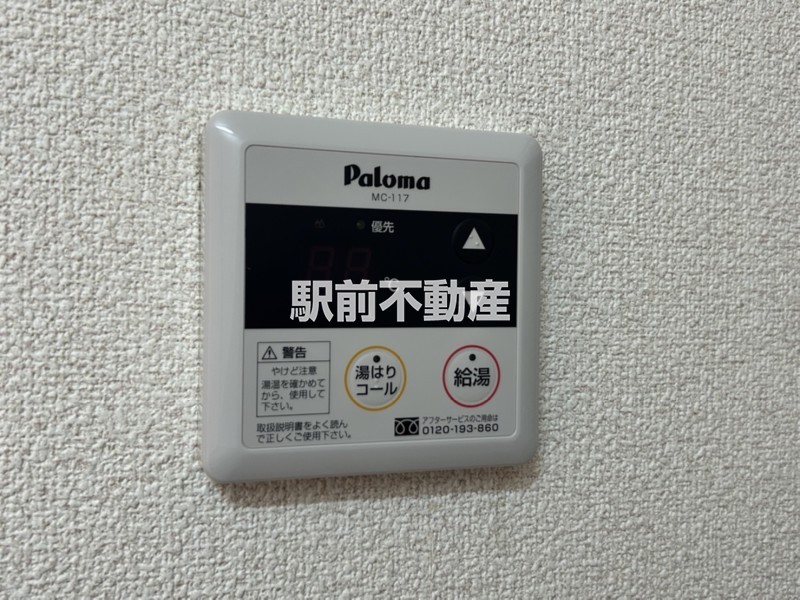 Paloma
MC-117
優先
℃
駅前不動産
警告
やけど注意
湯温を確かめて
から、使用して
下さい。
取扱説明書をよく読ん
で正しくご使用下さい。
湯はり
コール
給湯
アフターサービスのご用命は
0120-193-860